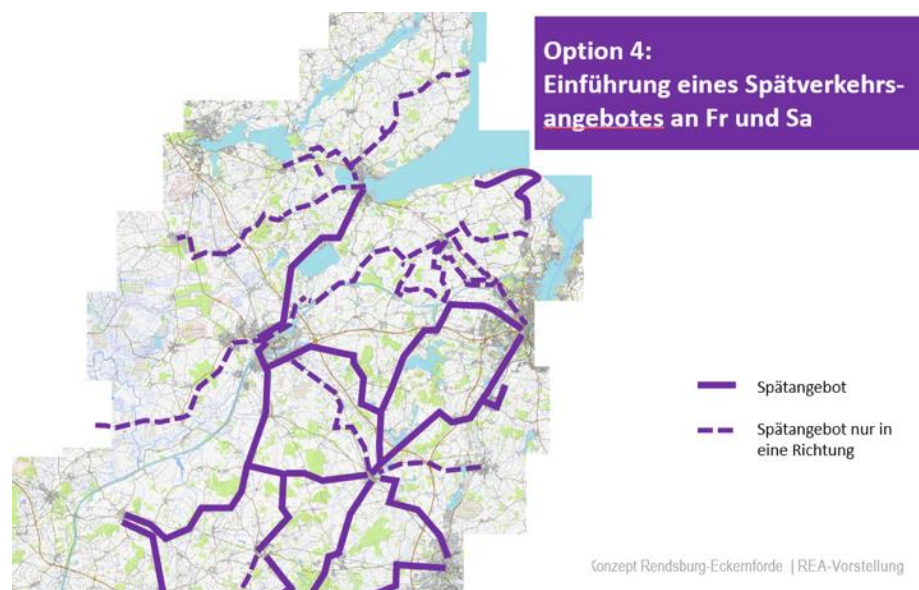 Option 4:
Einführung eines Spätverkehrs-
angebotes an Fr und Sa
Spätangebot
Spätangebot nur in
eine Richtung
Konzept Rendsburg-Eckernförde | REA-Vorstellung